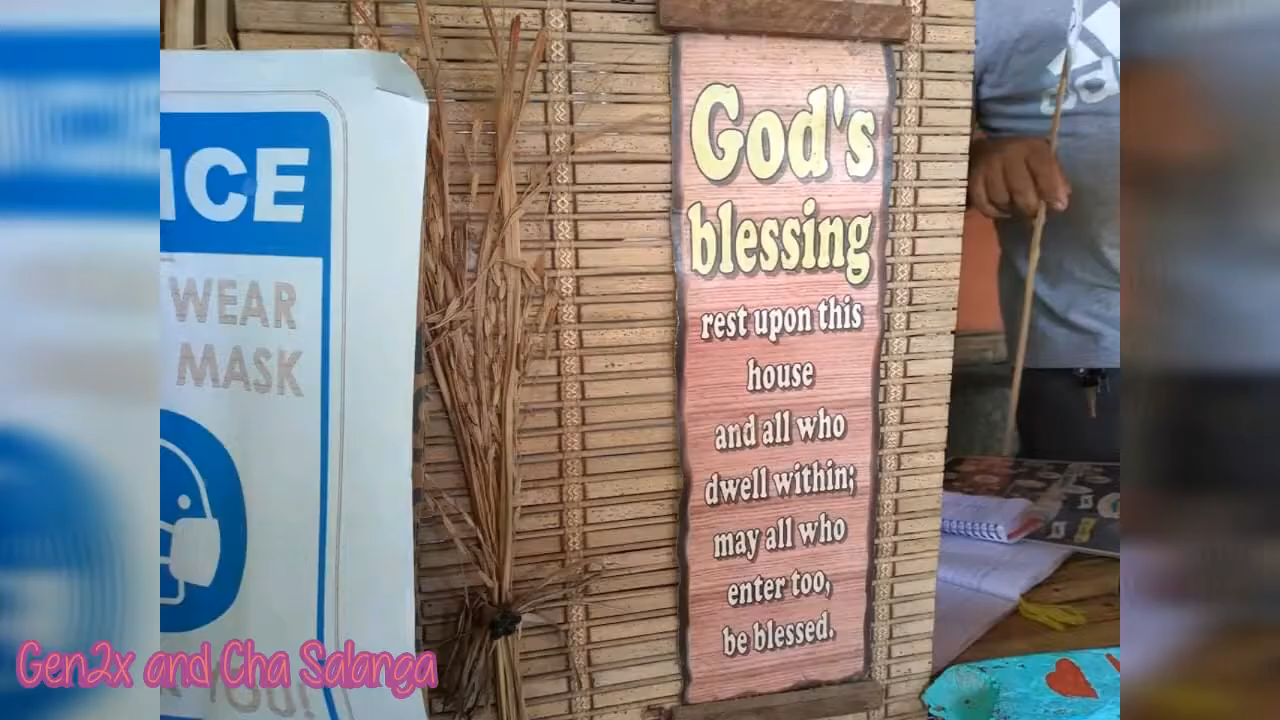 ICE
WEAR
MASK
God's
blessing
rest upon this
house
and all who
dwell within;
may all who
enter too,
be blessed.
Gen2x and Cha Salanga